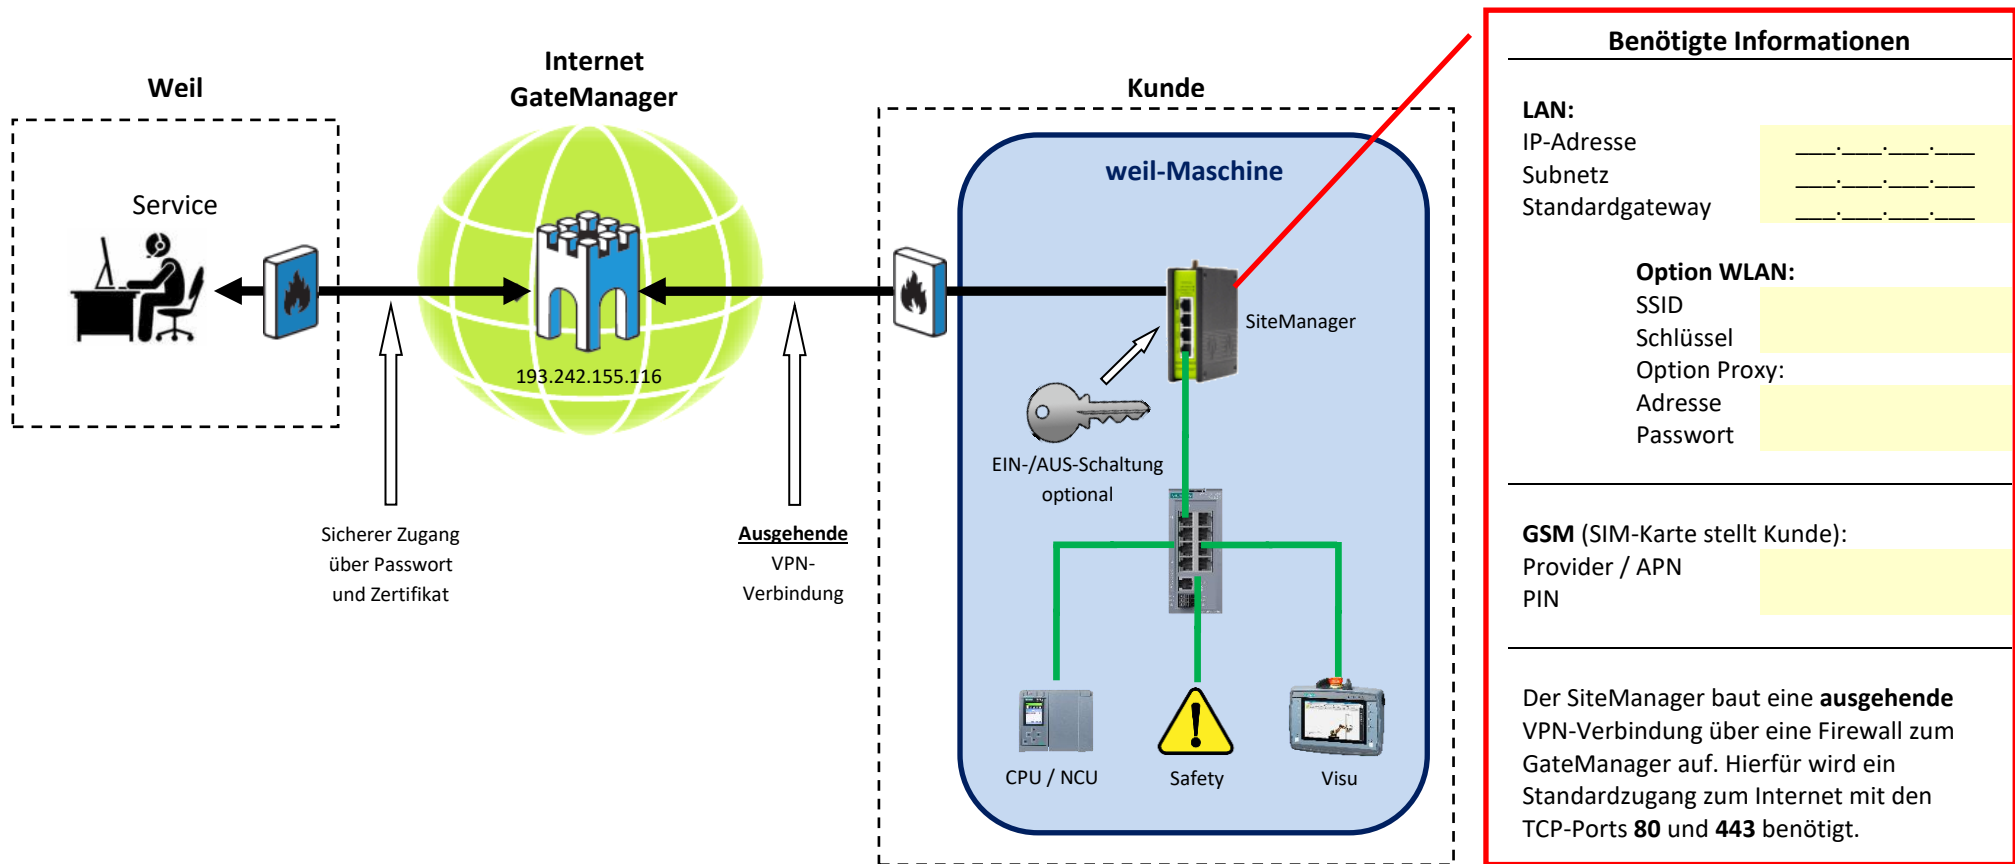 Weil
Service
Internet
GateManager
193.242.155.116
Sicherer Zugang
über Passwort
und Zertifikat
Ausgehende
VPN-
Verbindung
Kunde
weil-Maschine
SiteManager
EIN-/AUS-Schaltung
optional
CPU / NCU
Safety
Visu
Benötigte Informationen
LAN:
IP-Adresse ___.___.___.___
Subnetz ___.___.___.___
Standardgateway ___.___.___.___
Option WLAN:
SSID
Schlüssel
Option Proxy:
Adresse
Passwort
GSM (SIM-Karte stellt Kunde):
Provider / APN
PIN
Der SiteManager baut eine ausgehende
VPN-Verbindung über eine Firewall zum
GateManager auf. Hierfür wird ein
Standardzugang zum Internet mit den
TCP-Ports 80 und 443 benötigt.